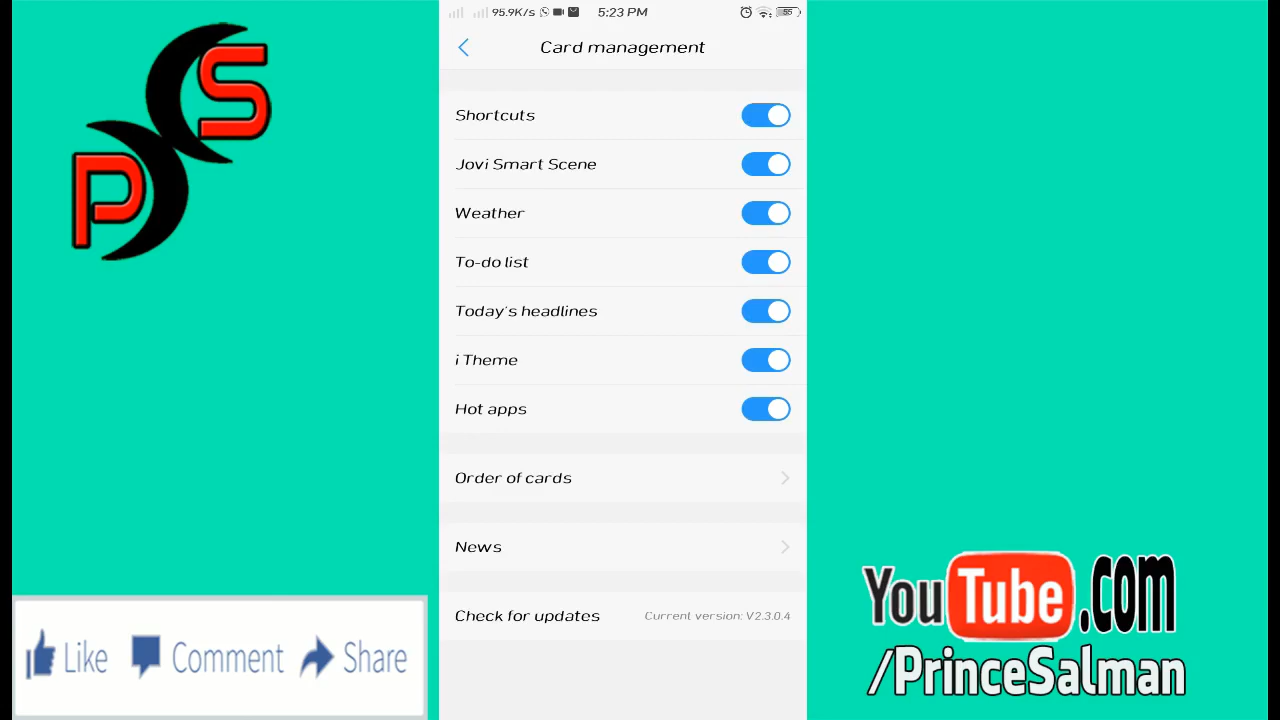 PS
95.9K/s 5:23 PM 55
Card management
Shortcuts
Jovi Smart Scene
Weather
To-do list
Today's headlines
i Theme
Hot apps
Order of cards
News
Check for updates Current version: V2.3.0.4
Like Comment Share
YouTube.com
/PrinceSalman